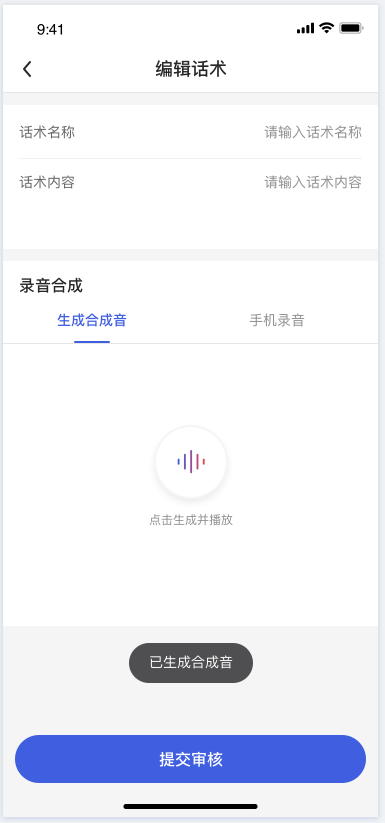 9:41
编辑话术
话术名称 请输入话术名称
话术内容 请输入话术内容
录音合成
生成合成音 手机录音
点击生成并播放
已生成合成音
提交审核